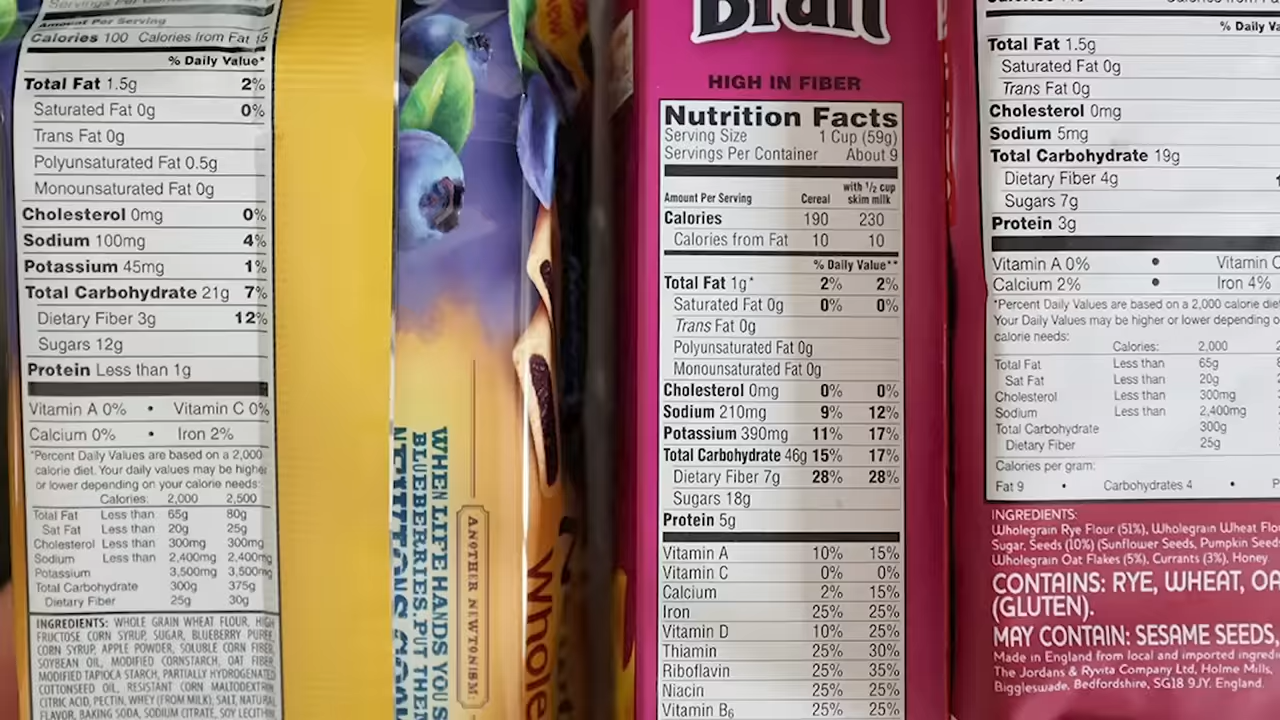 Servings Per
Amount Per Serving
Calories 100 Calories from Fat 15
% Daily Value*
Total Fat 1.5g 2%
Saturated Fat 0g 0%
Trans Fat 0g
Polyunsaturated Fat 0.5g
Monounsaturated Fat 0g
Cholesterol 0mg 0%
Sodium 100mg 4%
Potassium 45mg 1%
Total Carbohydrate 21g 7%
Dietary Fiber 3g 12%
Sugars 12g
Protein Less than 1g
Vitamin A 0% • Vitamin C 0%
Calcium 0% • Iron 2%
*Percent Daily Values are based on a 2,000
calorie diet. Your daily values may be higher
or lower depending on your calorie needs:
Calories: 2,000 2,500
Total Fat Less than 65g 80g
Sat Fat Less than 20g 25g
Cholesterol Less than 300mg 300mg
Sodium Less than 2,400mg 2,400mg
Potassium 3,500mg 3,500mg
Total Carbohydrate 300g 375g
Dietary Fiber 25g 30g
INGREDIENTS: WHOLE GRAIN WHEAT FLOUR, HIGH
FRUCTOSE CORN SYRUP, SUGAR, BLUEBERRY PUREE,
CORN SYRUP, APPLE POWDER, SOLUBLE CORN FIBER,
SOYBEAN OIL, MODIFIED CORNSTARCH, OAT FIBER,
MODIFIED TAPIOCA STARCH, PARTIALLY HYDROGENATED
COTTONSEED OIL, RESISTANT CORN MALTODEXTRIN,
CITRIC ACID, PECTIN, WHEY (FROM MILK), SALT, NATURAL
FLAVOR, BAKING SODA, SODIUM CITRATE, SOY LECITHIN
WHEN LIFE HANDS YOU S
BLUEBERRIES, PUT THEM
ANOTHER NEWTONISM:
Whole
Bran
HIGH IN FIBER
Nutrition Facts
Serving Size 1 Cup (59g)
Servings Per Container About 9
Amount Per Serving Cereal with 1/2 cup skim milk
Calories 190 230
Calories from Fat 10 10
% Daily Value**
Total Fat 1g* 2% 2%
Saturated Fat 0g 0% 0%
Trans Fat 0g
Polyunsaturated Fat 0g
Monounsaturated Fat 0g
Cholesterol 0mg 0% 0%
Sodium 210mg 9% 12%
Potassium 390mg 11% 17%
Total Carbohydrate 46g 15% 17%
Dietary Fiber 7g 28% 28%
Sugars 18g
Protein 5g
Vitamin A 10% 15%
Vitamin C 0% 0%
Calcium 2% 15%
Iron 25% 25%
Vitamin D 10% 25%
Thiamin 25% 30%
Riboflavin 25% 35%
Niacin 25% 25%
Vitamin B6 25% 25%
% Daily Va
Total Fat 1.5g
Saturated Fat 0g
Trans Fat 0g
Cholesterol 0mg
Sodium 5mg
Total Carbohydrate 19g
Dietary Fiber 4g
Sugars 7g
Protein 3g
Vitamin A 0% • Vitamin C
Calcium 2% • Iron 4%
*Percent Daily Values are based on a 2,000 calorie die
Your Daily Values may be higher or lower depending o
calorie needs:
Calories: 2,000
Total Fat Less than 65g
Sat Fat Less than 20g
Cholesterol Less than 300mg
Sodium Less than 2,400mg
Total Carbohydrate 300g
Dietary Fiber 25g
Calories per gram:
Fat 9 • Carbohydrates 4 • P
INGREDIENTS:
Wholegrain Rye Flour (51%), Wholegrain Wheat Flou
Sugar, Seeds (10%) (Sunflower Seeds, Pumpkin Seeds
Wholegrain Oat Flakes (5%), Currants (3%), Honey
CONTAINS: RYE, WHEAT, OA
(GLUTEN).
MAY CONTAIN: SESAME SEEDS,
Made in England from local and imported ingredie
The Jordans & Ryvita Company Ltd, Holme Mills,
Biggleswade, Bedfordshire, SG18 9JY, England.